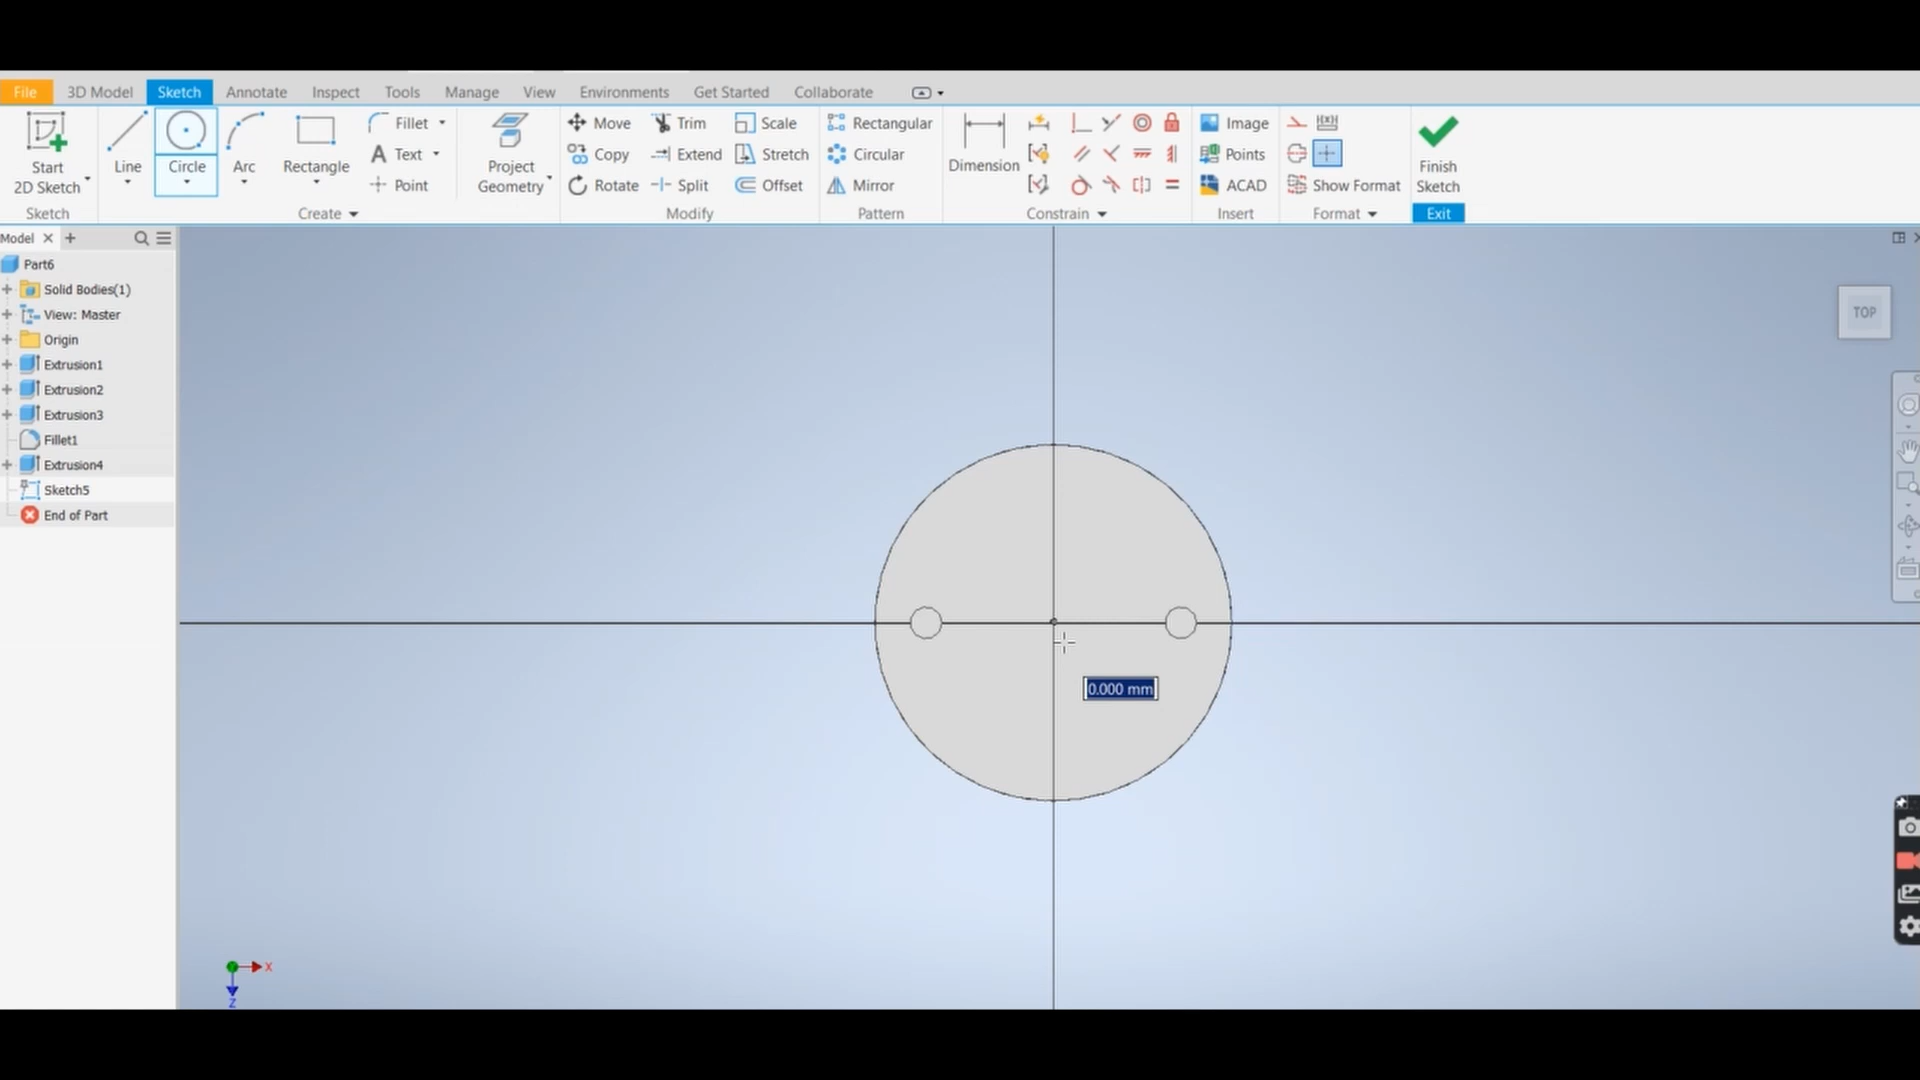 File 3D Model Sketch Annotate Inspect Tools Manage View Environments Get Started Collaborate
Start
2D Sketch
Line
Circle
Arc
Rectangle
Fillet
Text
Point
Project
Geometry
Move
Copy
Rotate
Trim
Extend
Split
Scale
Stretch
Offset
Rectangular
Circular
Mirror
Dimension
Image
Points
ACAD
Show Format
Finish
Sketch
Sketch Create Modify Pattern Constrain Insert Format Exit
Model
Part6
Solid Bodies(1)
View: Master
Origin
Extrusion1
Extrusion2
Extrusion3
Fillet1
Extrusion4
Sketch5
End of Part
TOP
0.000 mm
X
Z